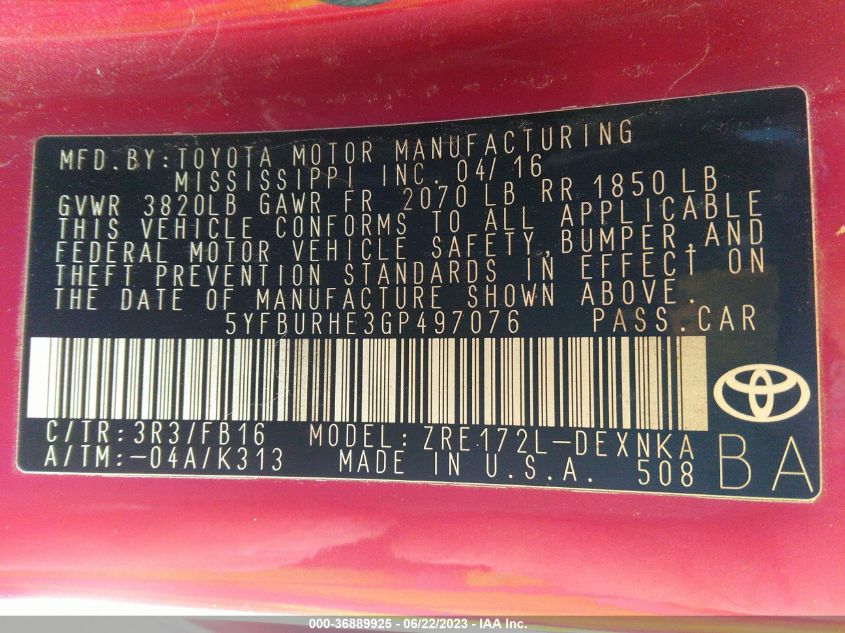 MFD.BY:TOYOTA MOTOR MANUFACTURING
MISSISSIPPI INC. 04/16
GVWR 3820LB GAWR FR 2070 LB RR 1850 LB
THIS VEHICLE CONFORMS TO ALL APPLICABLE
FEDERAL MOTOR VEHICLE SAFETY,BUMPER,AND
THEFT PREVENTION STANDARDS IN EFFECT ON
THE DATE OF MANUFACTURE SHOWN ABOVE.
5YFBURHE3GP497076 PASS.CAR
C/TR:3R3/FB16 MODEL:ZRE172L-DEXNKA
A/TM:-04A/K313 MADE IN U.S.A. 508
BA
000-36889925 - 06/22/2023 - IAA Inc.